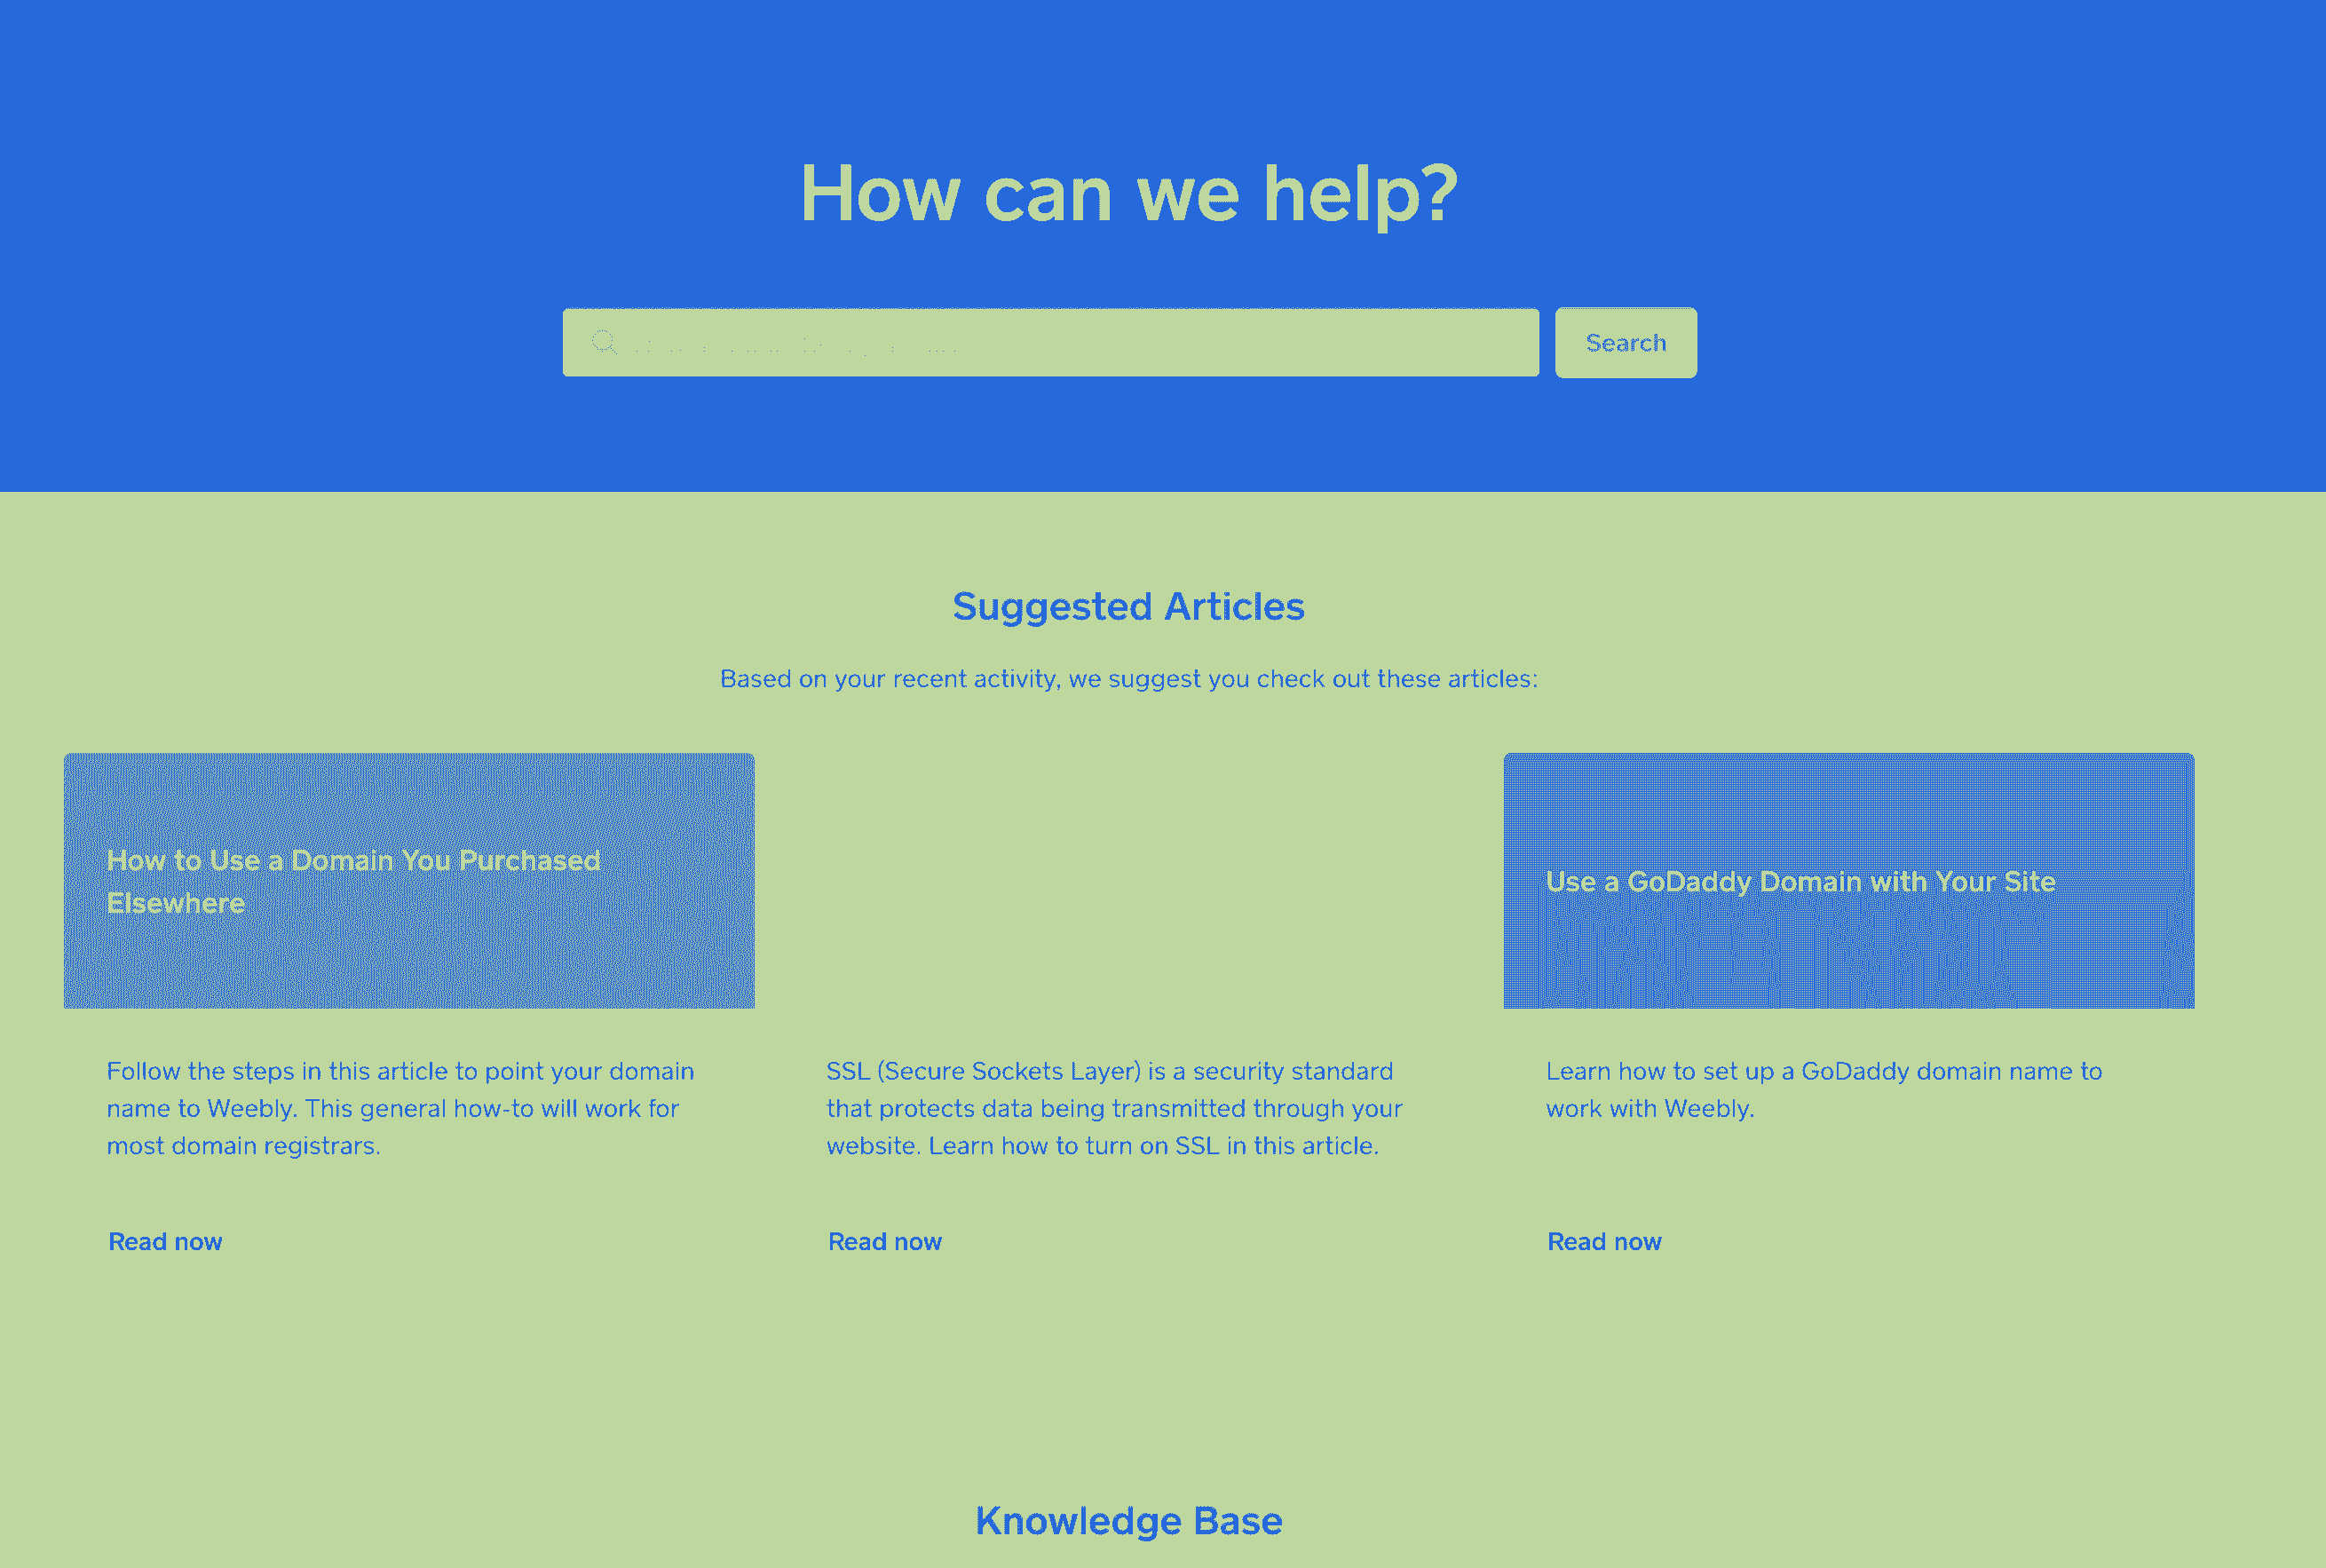 How can we help?
Search
Suggested Articles
Based on your recent activity, we suggest you check out these articles:
How to Use a Domain You Purchased
Elsewhere
Use a GoDaddy Domain with Your Site
Follow the steps in this article to point your domain
name to Weebly. This general how-to will work for
most domain registrars.
SSL (Secure Sockets Layer) is a security standard
that protects data being transmitted through your
website. Learn how to turn on SSL in this article.
Learn how to set up a GoDaddy domain name to
work with Weebly.
Read now
Read now
Read now
Knowledge Base